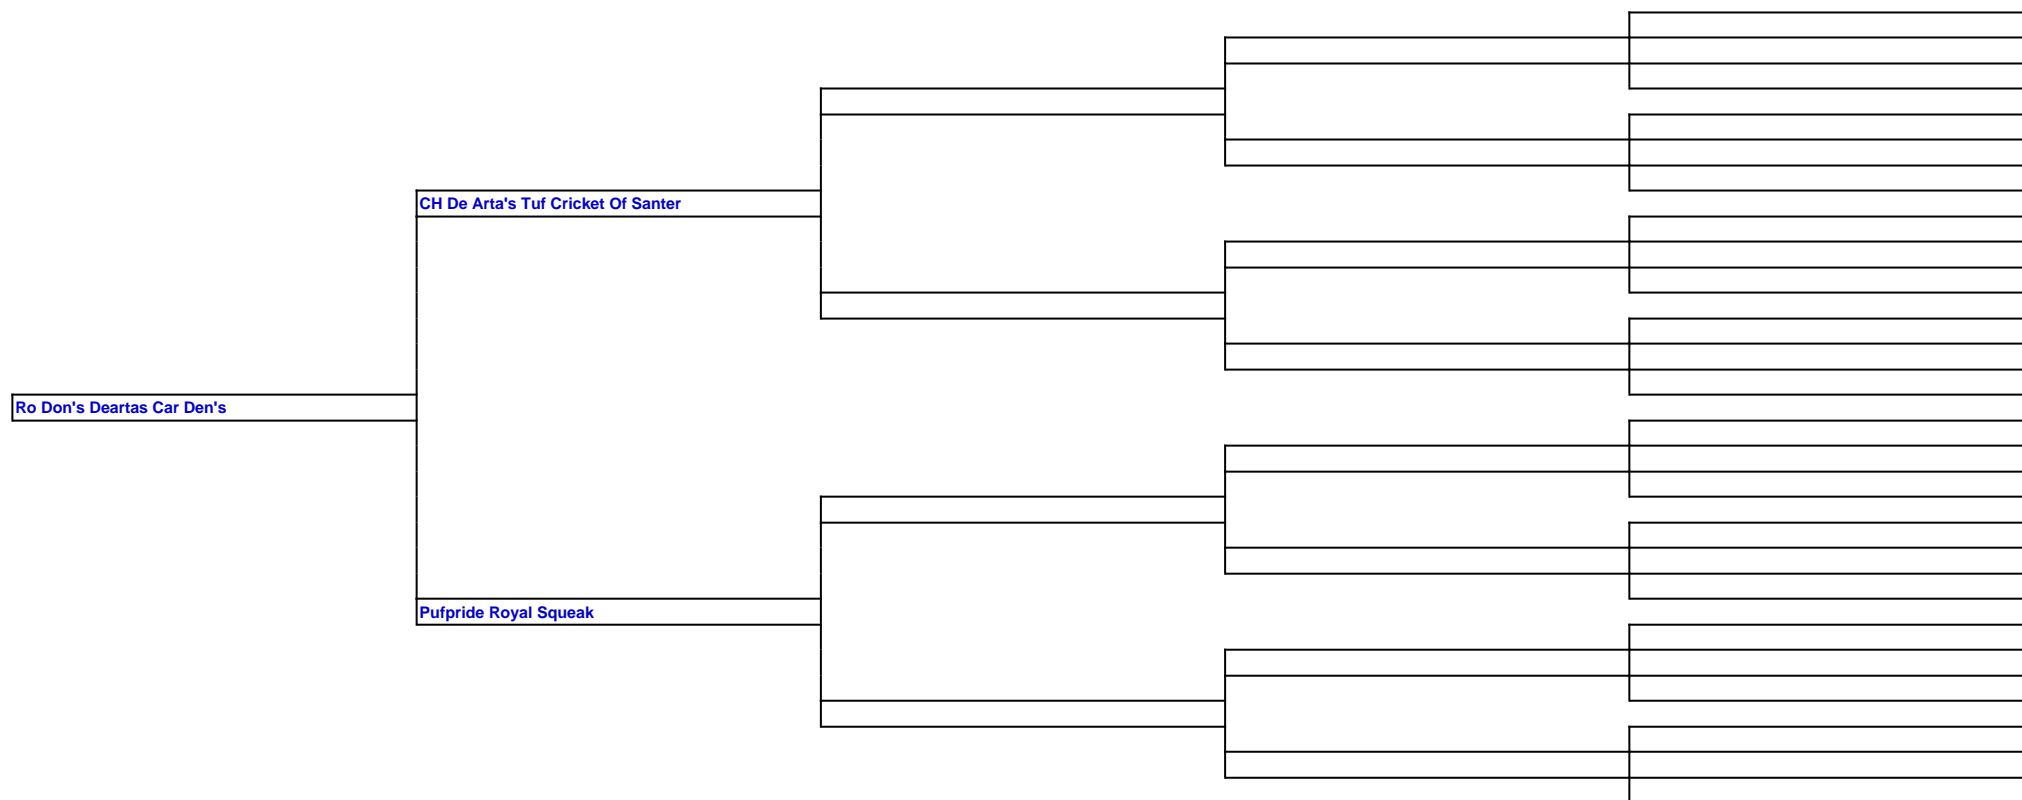 CH De Arta's Tuf Cricket Of Santer
Ro Don's Deartas Car Den's
Pufpride Royal Squeak